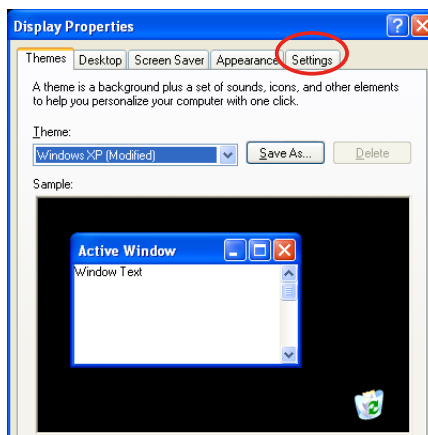 Display Properties
Themes Desktop Screen Saver Appearance Settings
A theme is a background plus a set of sounds, icons, and other elements
to help you personalize your computer with one click.
Theme:
Windows XP (Modified) Save As... Delete
Sample:
Active Window
Window Text